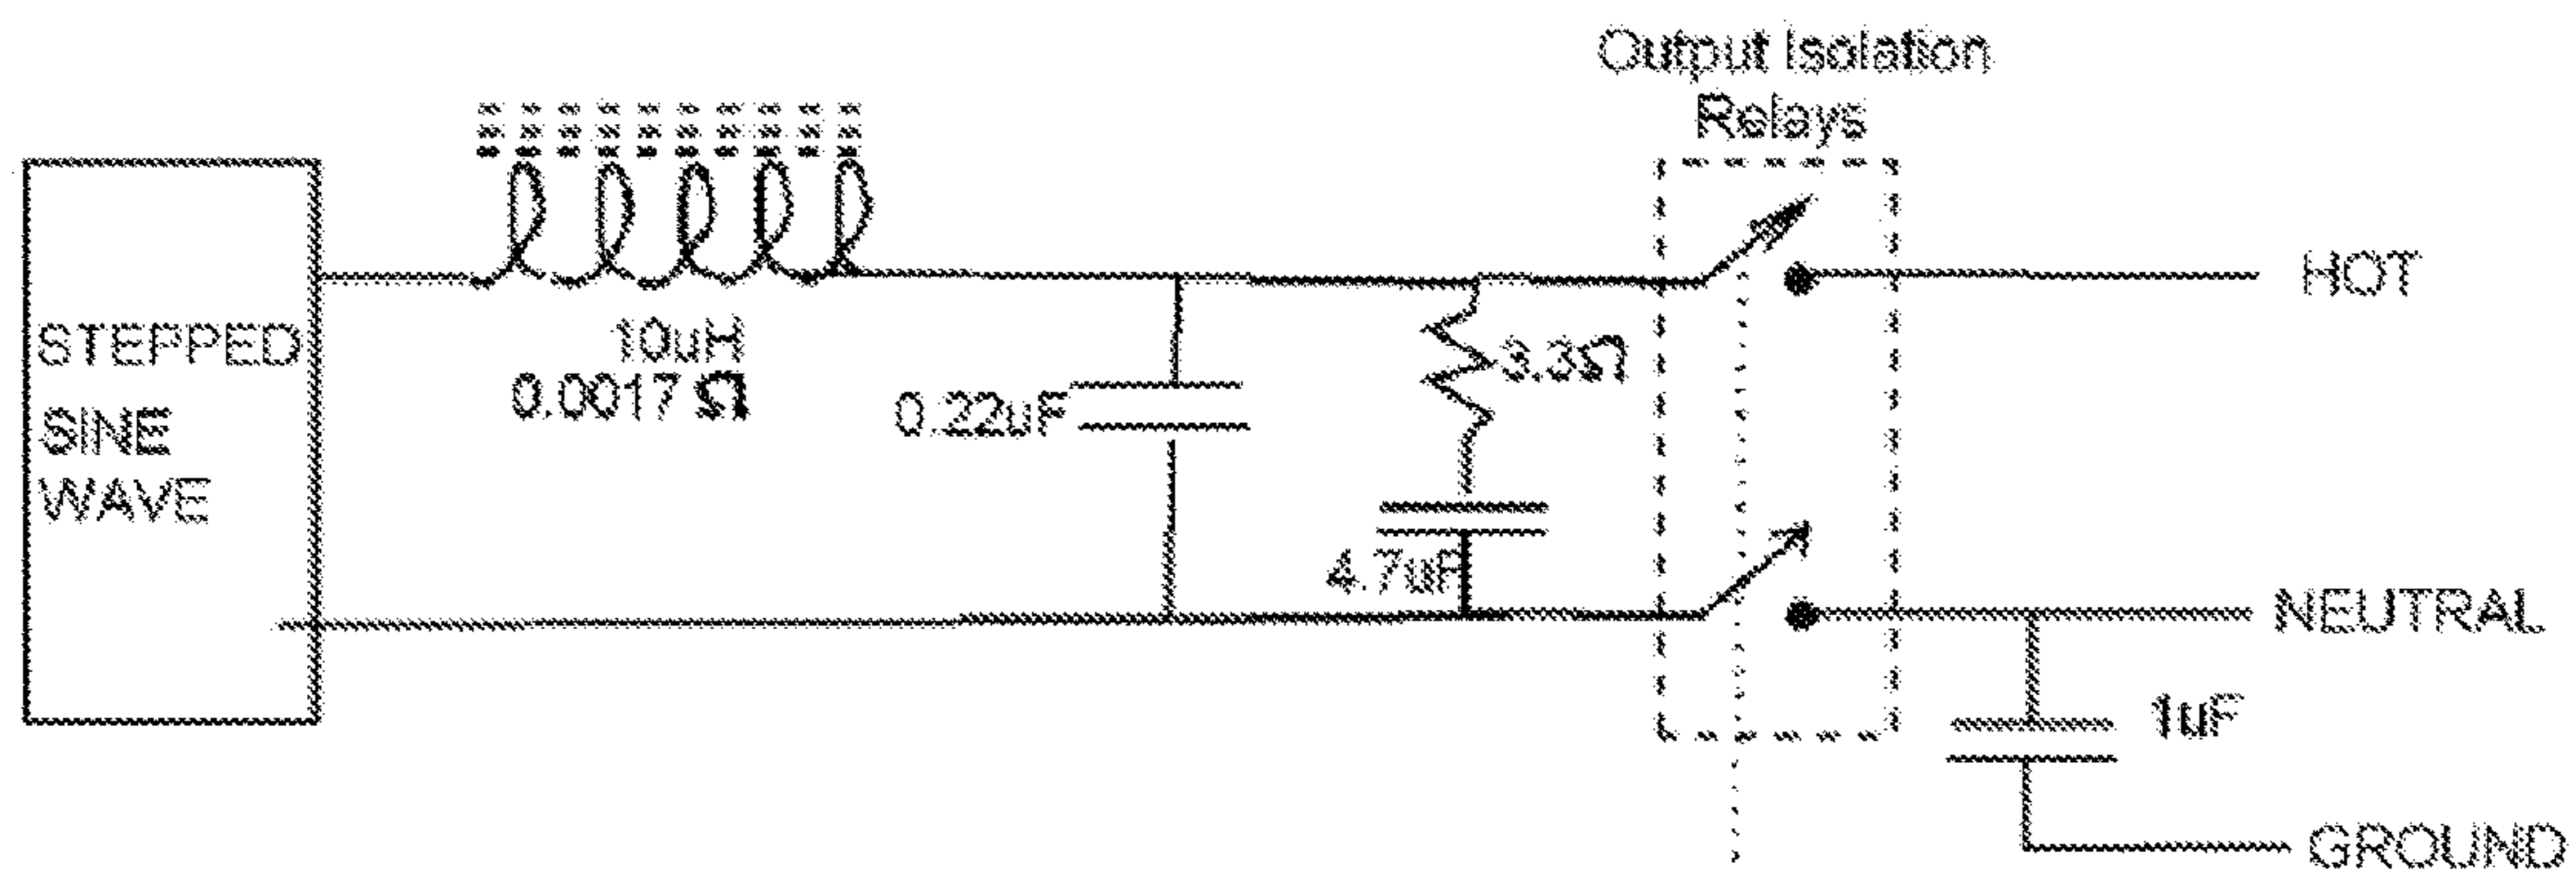 Output Isolation
Relays
HOT
STEPPED
SINE
WAVE
10uH
0.0017 Ω
0.22uF
3.3Ω
4.7uF
NEUTRAL
1uF
GROUND